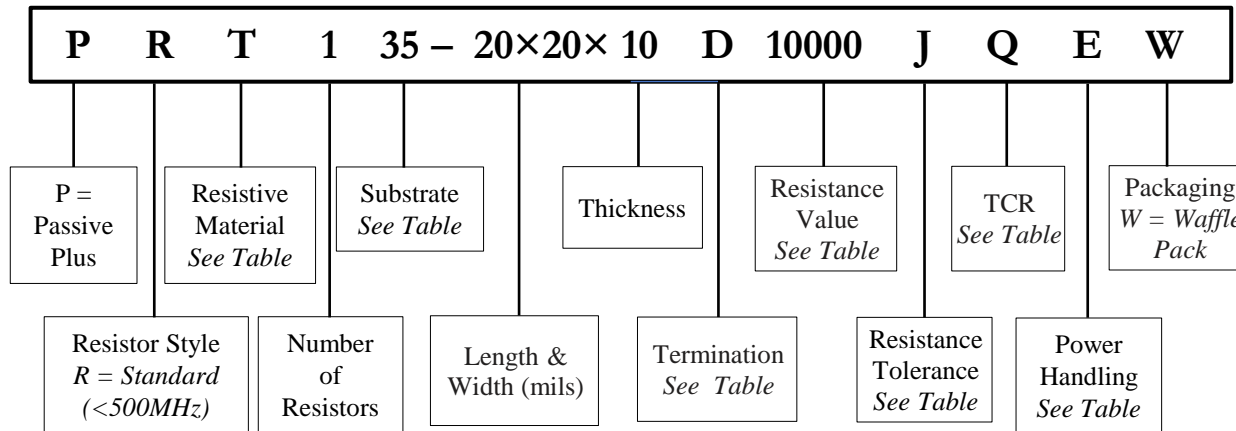 P R T 1 35 – 20×20× 10 D 10000 J Q E W
P =
Passive
Plus
Resistive
Material
See Table
Substrate
See Table
Thickness
Resistance
Value
See Table
TCR
See Table
Packaging
W = Waffle
Pack
Resistor Style
R = Standard
(<500MHz)
Number
of
Resistors
Length &
Width (mils)
Termination
See Table
Resistance
Tolerance
See Table
Power
Handling
See Table